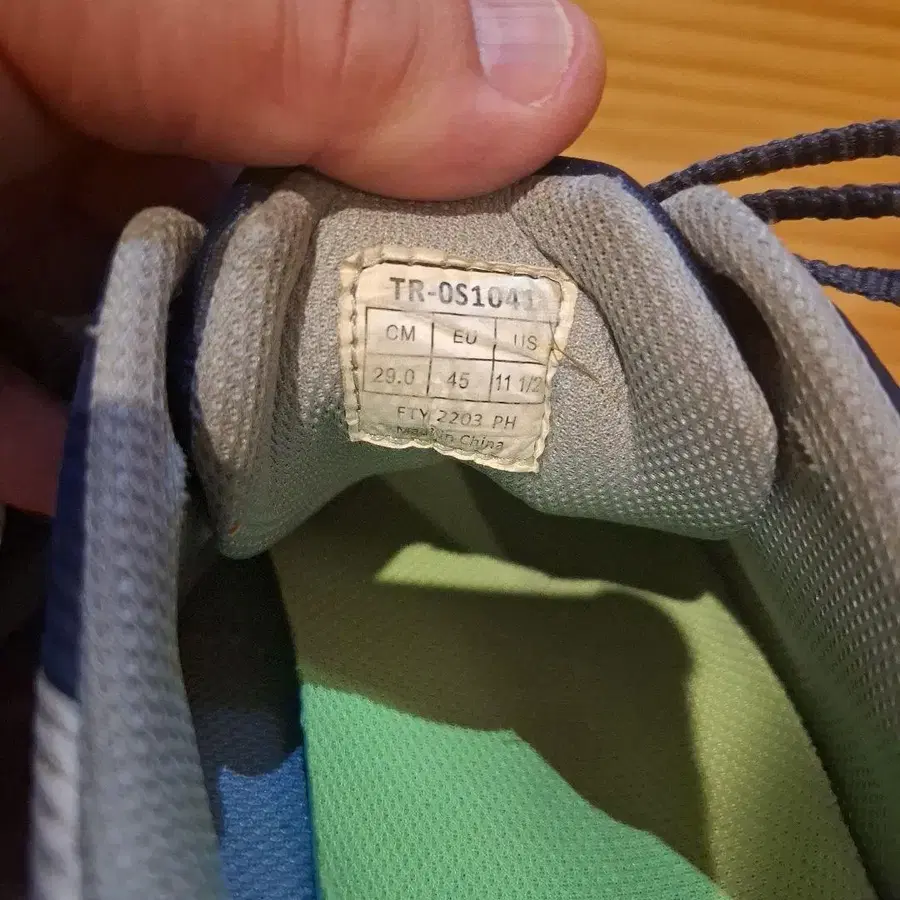 TR-0S1041
CM EU US
29.0 45 11 1/2
FTY 2203 PH
Made in China